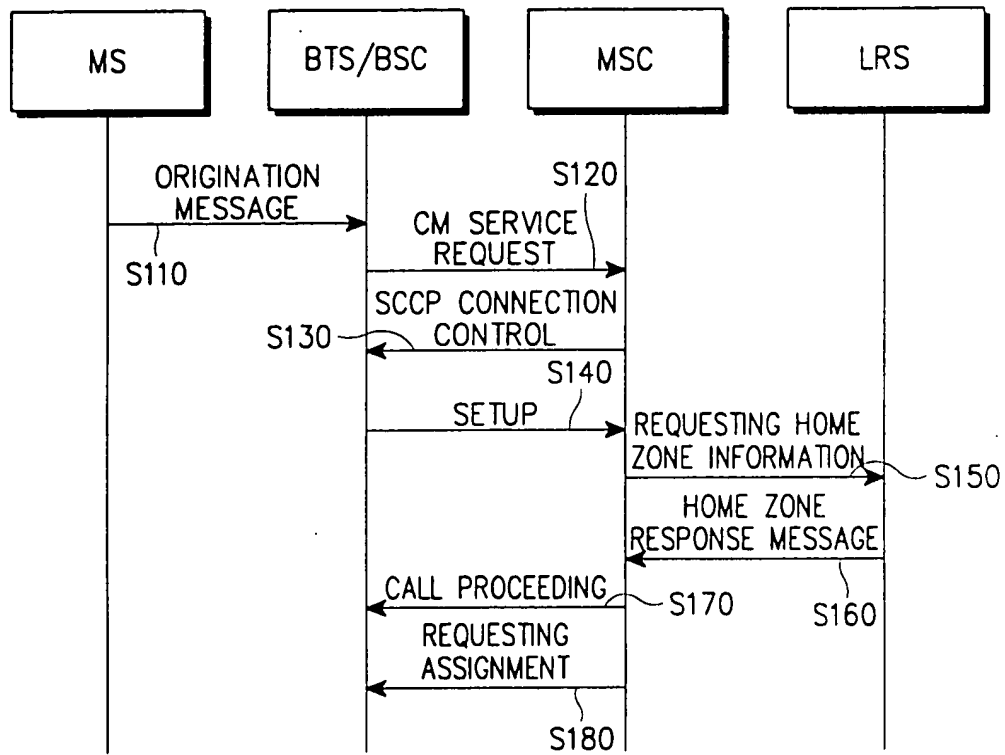 MS
BTS/BSC
MSC
LRS
ORIGINATION
MESSAGE
S110
S120
CM SERVICE
REQUEST
SCCP CONNECTION
CONTROL
S130
S140
SETUP
REQUESTING HOME
ZONE INFORMATION
S150
HOME ZONE
RESPONSE MESSAGE
S160
CALL PROCEEDING
S170
REQUESTING
ASSIGNMENT
S180